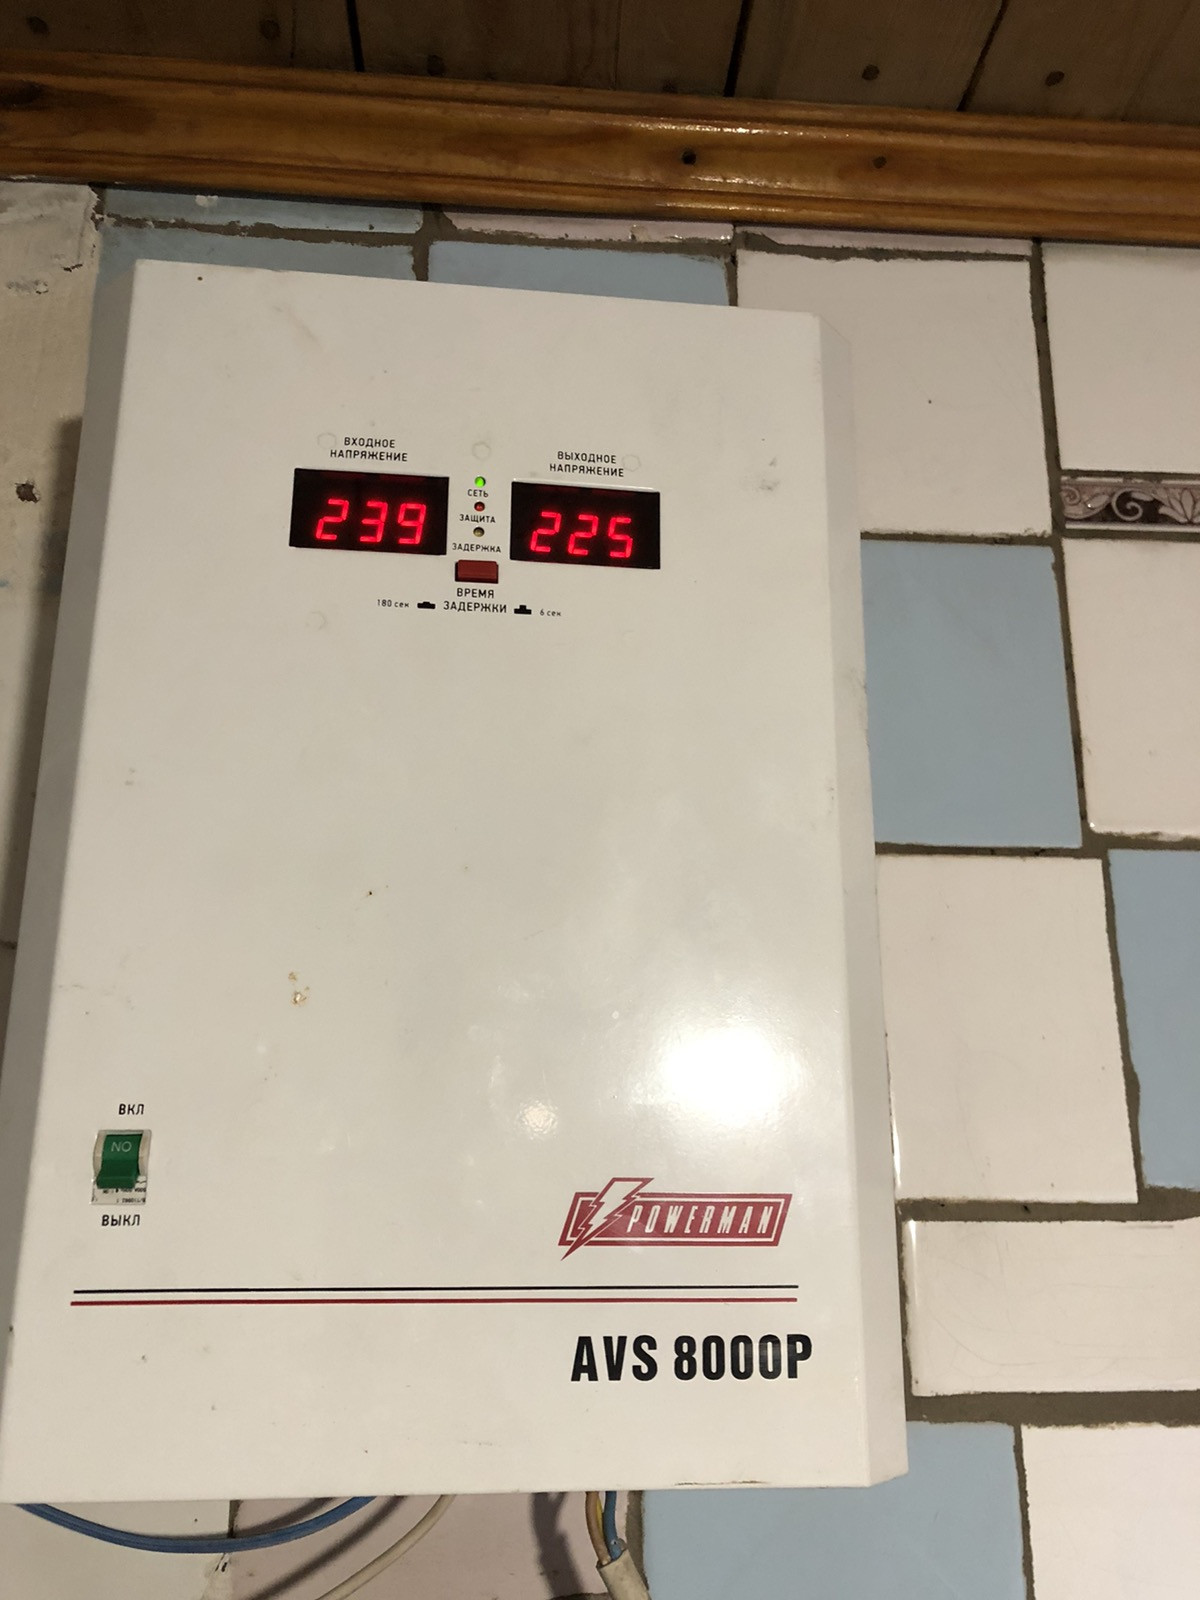 ВХОДНОЕ
НАПРЯЖЕНИЕ
ВЫХОДНОЕ
НАПРЯЖЕНИЕ
239
СЕТЬ
ЗАЩИТА
ЗАДЕРЖКА
225
ВРЕМЯ
ЗАДЕРЖКИ
180 сек
6 сек
ВКЛ
NO
ВЫКЛ
POWERMAN
AVS 8000P